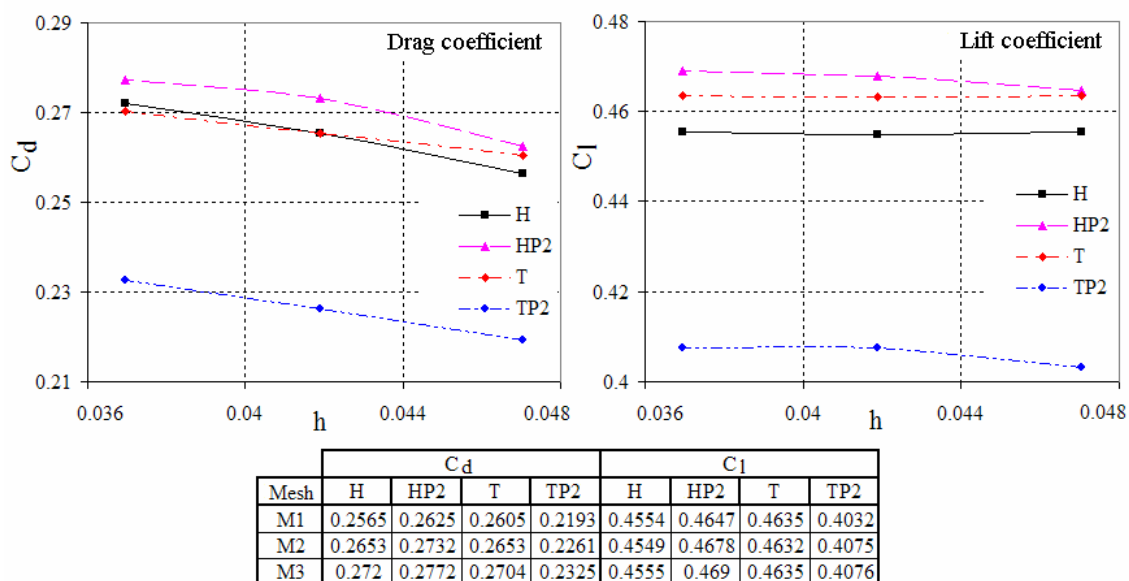 Drag coefficient
0.29
0.27
0.25
0.23
0.21
Cd
H
HP2
T
TP2
0.036 0.04 0.044 0.048
h
Lift coefficient
0.48
0.46
0.44
0.42
0.4
Cl
H
HP2
T
TP2
0.036 0.04 0.044 0.048
h
Cd Cl
Mesh H HP2 T TP2 H HP2 T TP2
M1 0.2565 0.2625 0.2605 0.2193 0.4554 0.4647 0.4635 0.4032
M2 0.2653 0.2732 0.2653 0.2261 0.4549 0.4678 0.4632 0.4075
M3 0.272 0.2772 0.2704 0.2325 0.4555 0.469 0.4635 0.4076